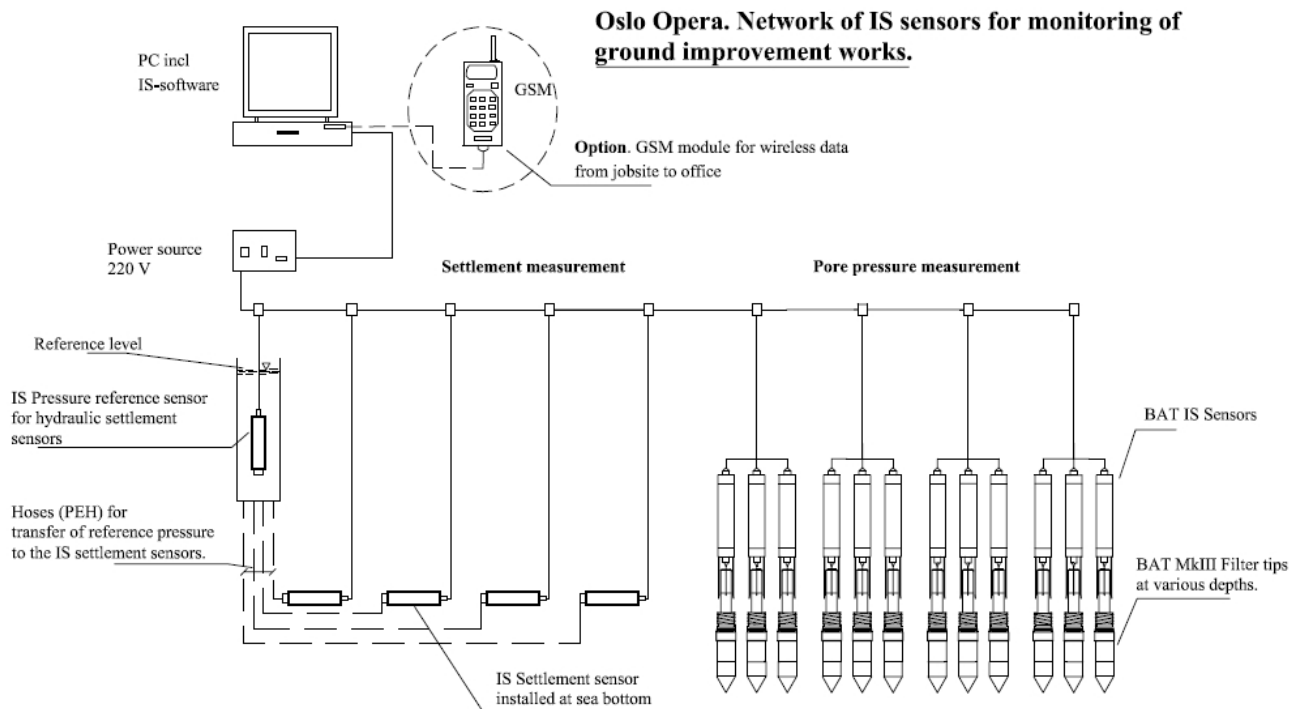 Oslo Opera. Network of IS sensors for monitoring of
ground improvement works.
PC incl
IS-software
GSM
Option. GSM module for wireless data
from jobsite to office
Power source
220 V
Settlement measurement
Pore pressure measurement
Reference level
IS Pressure reference sensor
for hydraulic settlement
sensors
BAT IS Sensors
Hoses (PEH) for
transfer of reference pressure
to the IS settlement sensors.
BAT MkIII Filter tips
at various depths.
IS Settlement sensor
installed at sea bottom